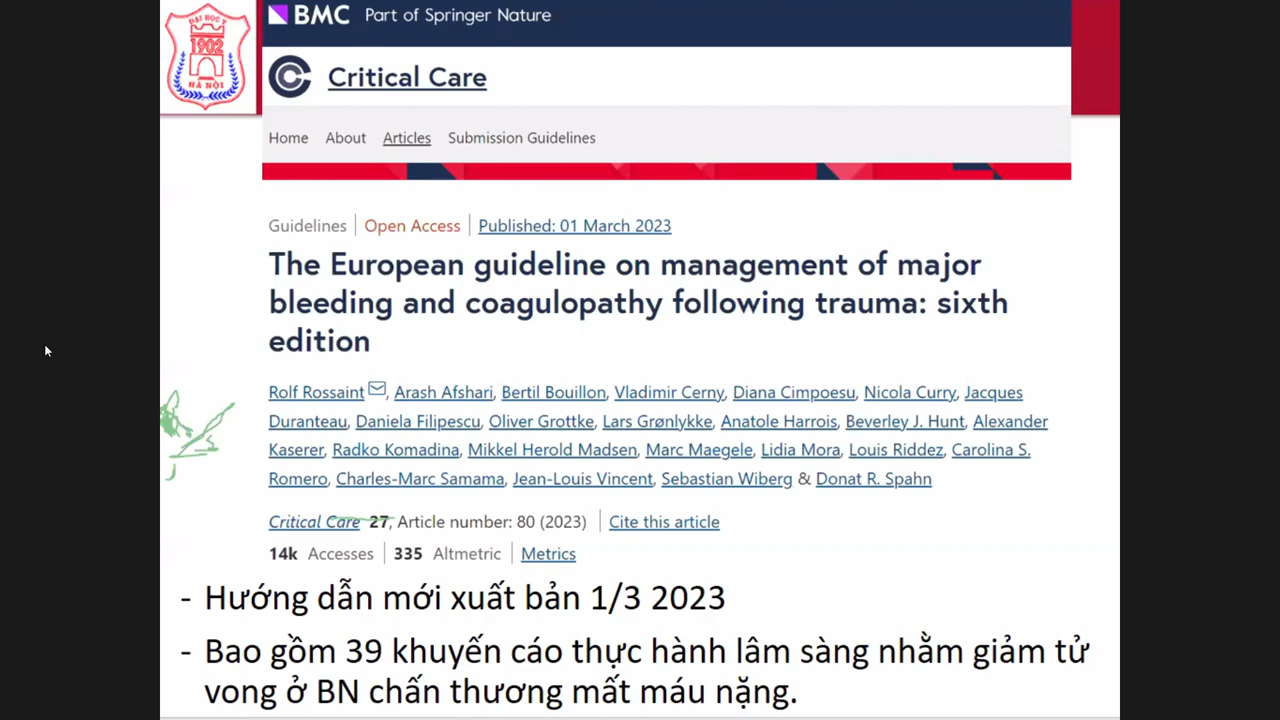 ĐẠI HỌC Y
1902
HÀ NỘI
BMC Part of Springer Nature
Critical Care
Home About Articles Submission Guidelines
Guidelines Open Access Published: 01 March 2023
The European guideline on management of major
bleeding and coagulopathy following trauma: sixth
edition
Rolf Rossaint, Arash Afshari, Bertil Bouillon, Vladimir Cerny, Diana Cimpoesu, Nicola Curry, Jacques
Duranteau, Daniela Filipescu, Oliver Grottke, Lars Grønlykke, Anatole Harrois, Beverley J. Hunt, Alexander
Kaserer, Radko Komadina, Mikkel Herold Madsen, Marc Maegele, Lidia Mora, Louis Riddez, Carolina S.
Romero, Charles-Marc Samama, Jean-Louis Vincent, Sebastian Wiberg & Donat R. Spahn
Critical Care 27, Article number: 80 (2023) Cite this article
14k Accesses 335 Altmetric Metrics
- Hướng dẫn mới xuất bản 1/3 2023
- Bao gồm 39 khuyến cáo thực hành lâm sàng nhằm giảm tử
vong ở BN chấn thương mất máu nặng.